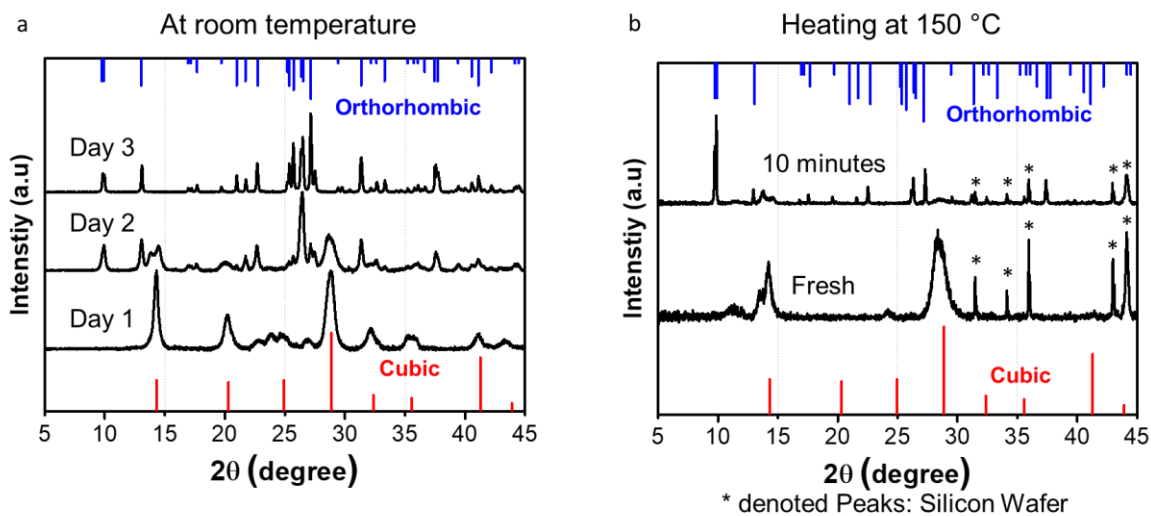 a
At room temperature
Orthorhombic
Day 3
Day 2
Day 1
Cubic
Intenstiy (a.u)
5 10 15 20 25 30 35 40 45
2θ (degree)
b
Heating at 150 °C
Orthorhombic
10 minutes
* * * * *
Fresh
* * * * *
Cubic
Intenstiy (a.u)
5 10 15 20 25 30 35 40 45
2θ (degree)
* denoted Peaks: Silicon Wafer